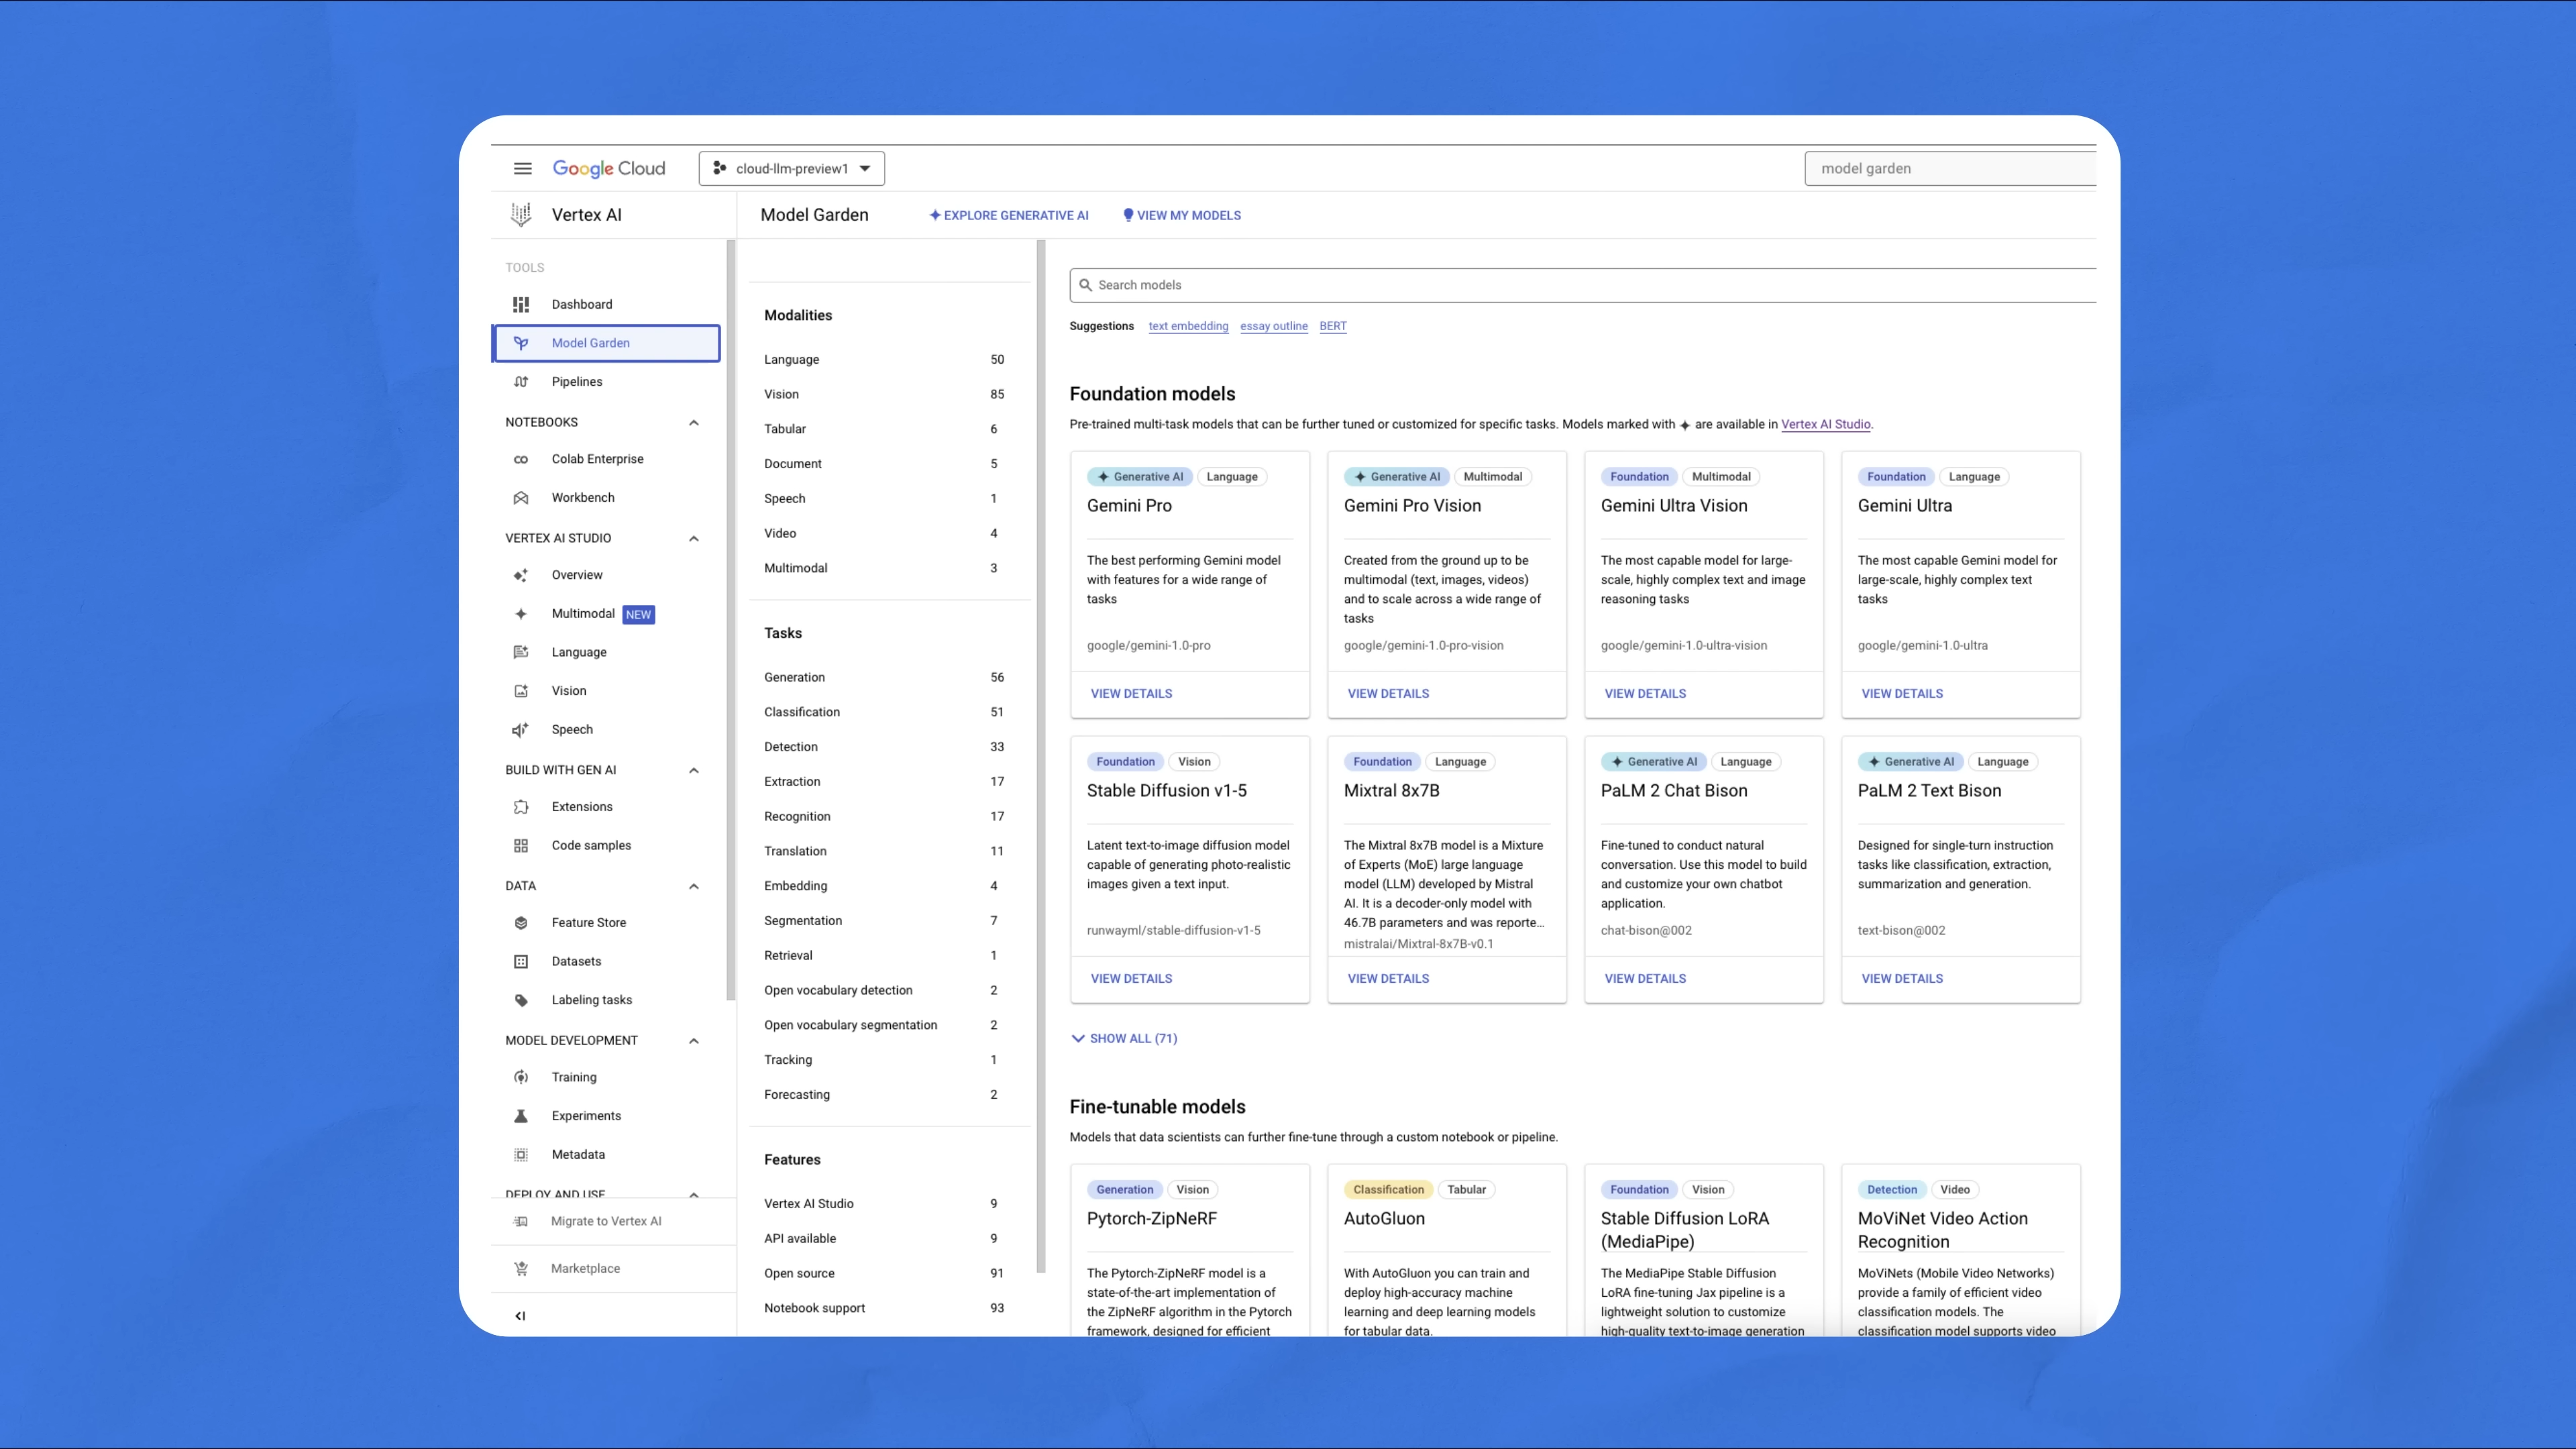 Google Cloud
cloud-llm-preview1
model garden
Vertex AI
Model Garden
EXPLORE GENERATIVE AI
VIEW MY MODELS
TOOLS
Dashboard
Model Garden
Pipelines
NOTEBOOKS
Colab Enterprise
Workbench
VERTEX AI STUDIO
Overview
Multimodal NEW
Language
Vision
Speech
BUILD WITH GEN AI
Extensions
Code samples
DATA
Feature Store
Datasets
Labeling tasks
MODEL DEVELOPMENT
Training
Experiments
Metadata
DEPLOY AND USE
Migrate to Vertex AI
Marketplace
Modalities
Language 50
Vision 85
Tabular 6
Document 5
Speech 1
Video 4
Multimodal 3
Tasks
Generation 56
Classification 51
Detection 33
Extraction 17
Recognition 17
Translation 11
Embedding 4
Segmentation 7
Retrieval 1
Open vocabulary detection 2
Open vocabulary segmentation 2
Tracking 1
Forecasting 2
Features
Vertex AI Studio 9
API available 9
Open source 91
Notebook support 93
Search models
Suggestions text embedding essay outline BERT
Foundation models
Pre-trained multi-task models that can be further tuned or customized for specific tasks. Models marked with are available in Vertex AI Studio.
Generative AI Language
Gemini Pro
The best performing Gemini model
with features for a wide range of
tasks
google/gemini-1.0-pro
VIEW DETAILS
Generative AI Multimodal
Gemini Pro Vision
Created from the ground up to be
multimodal (text, images, videos)
and to scale across a wide range of
tasks
google/gemini-1.0-pro-vision
VIEW DETAILS
Foundation Multimodal
Gemini Ultra Vision
The most capable model for large-
scale, highly complex text and image
reasoning tasks
google/gemini-1.0-ultra-vision
VIEW DETAILS
Foundation Language
Gemini Ultra
The most capable Gemini model for
large-scale, highly complex text
tasks
google/gemini-1.0-ultra
VIEW DETAILS
Foundation Vision
Stable Diffusion v1-5
Latent text-to-image diffusion model
capable of generating photo-realistic
images given a text input.
runwayml/stable-diffusion-v1-5
VIEW DETAILS
Foundation Language
Mixtral 8x7B
The Mixtral 8x7B model is a Mixture
of Experts (MoE) large language
model (LLM) developed by Mistral
AI. It is a decoder-only model with
46.7B parameters and was reporte...
mistralai/Mixtral-8x7B-v0.1
VIEW DETAILS
Generative AI Language
PaLM 2 Chat Bison
Fine-tuned to conduct natural
conversation. Use this model to build
and customize your own chatbot
application.
chat-bison@002
VIEW DETAILS
Generative AI Language
PaLM 2 Text Bison
Designed for single-turn instruction
tasks like classification, extraction,
summarization and generation.
text-bison@002
VIEW DETAILS
SHOW ALL (71)
Fine-tunable models
Models that data scientists can further fine-tune through a custom notebook or pipeline.
Generation Vision
Pytorch-ZipNeRF
The Pytorch-ZipNeRF model is a
state-of-the-art implementation of
the ZipNeRF algorithm in the Pytorch
framework, designed for efficient
Classification Tabular
AutoGluon
With AutoGluon you can train and
deploy high-accuracy machine
learning and deep learning models
for tabular data.
Foundation Vision
Stable Diffusion LoRA
(MediaPipe)
The MediaPipe Stable Diffusion
LoRA fine-tuning Jax pipeline is a
lightweight solution to customize
high-quality text-to-image generation
Detection Video
MoViNet Video Action
Recognition
MoViNets (Mobile Video Networks)
provide a family of efficient video
classification models. The
classification model supports video